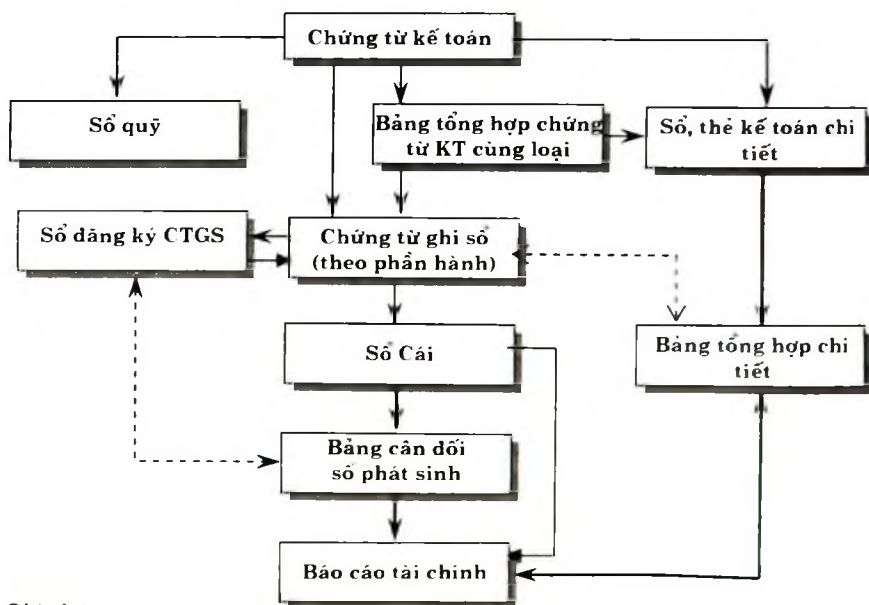 Chứng từ kế toán
Sổ quỹ
Bảng tổng hợp chứng
từ KT cùng loại
Sổ, thẻ kế toán chi
tiết
Sổ đăng ký CTGS
Chứng từ ghi sổ
(theo phần hành)
Sổ Cái
Bảng tổng hợp chi
tiết
Bảng cân đối
số phát sinh
Báo cáo tài chính